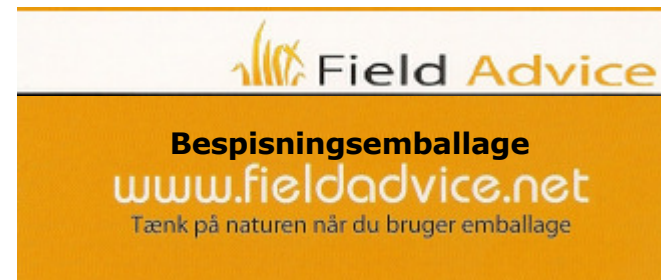 Field Advice
Bespisningsemballage
www.fieldadvice.net
Tænk på naturen når du bruger emballage